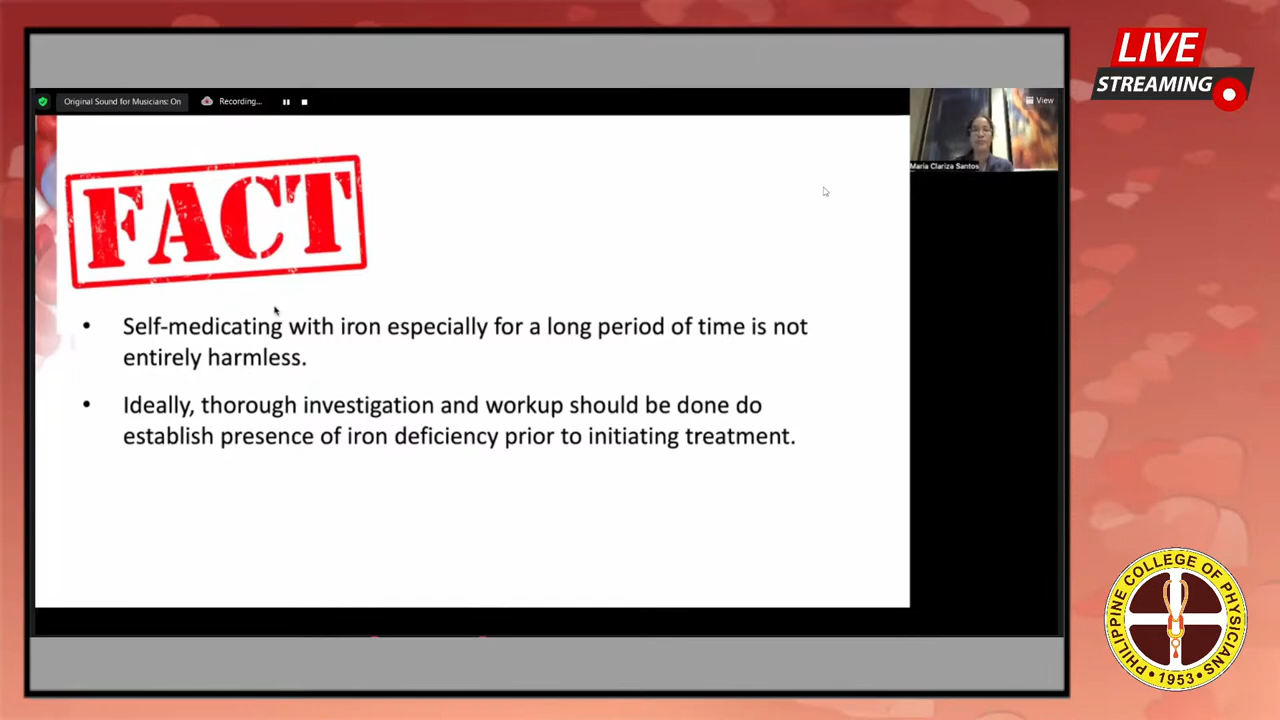 LIVE
STREAMING
Original Sound for Musicians: On
Recording...
View
Maria Clariza Santos
FACT
• Self-medicating with iron especially for a long period of time is not
entirely harmless.
• Ideally, thorough investigation and workup should be done do
establish presence of iron deficiency prior to initiating treatment.
PHILIPPINE COLLEGE OF PHYSICIANS
• 1953 •